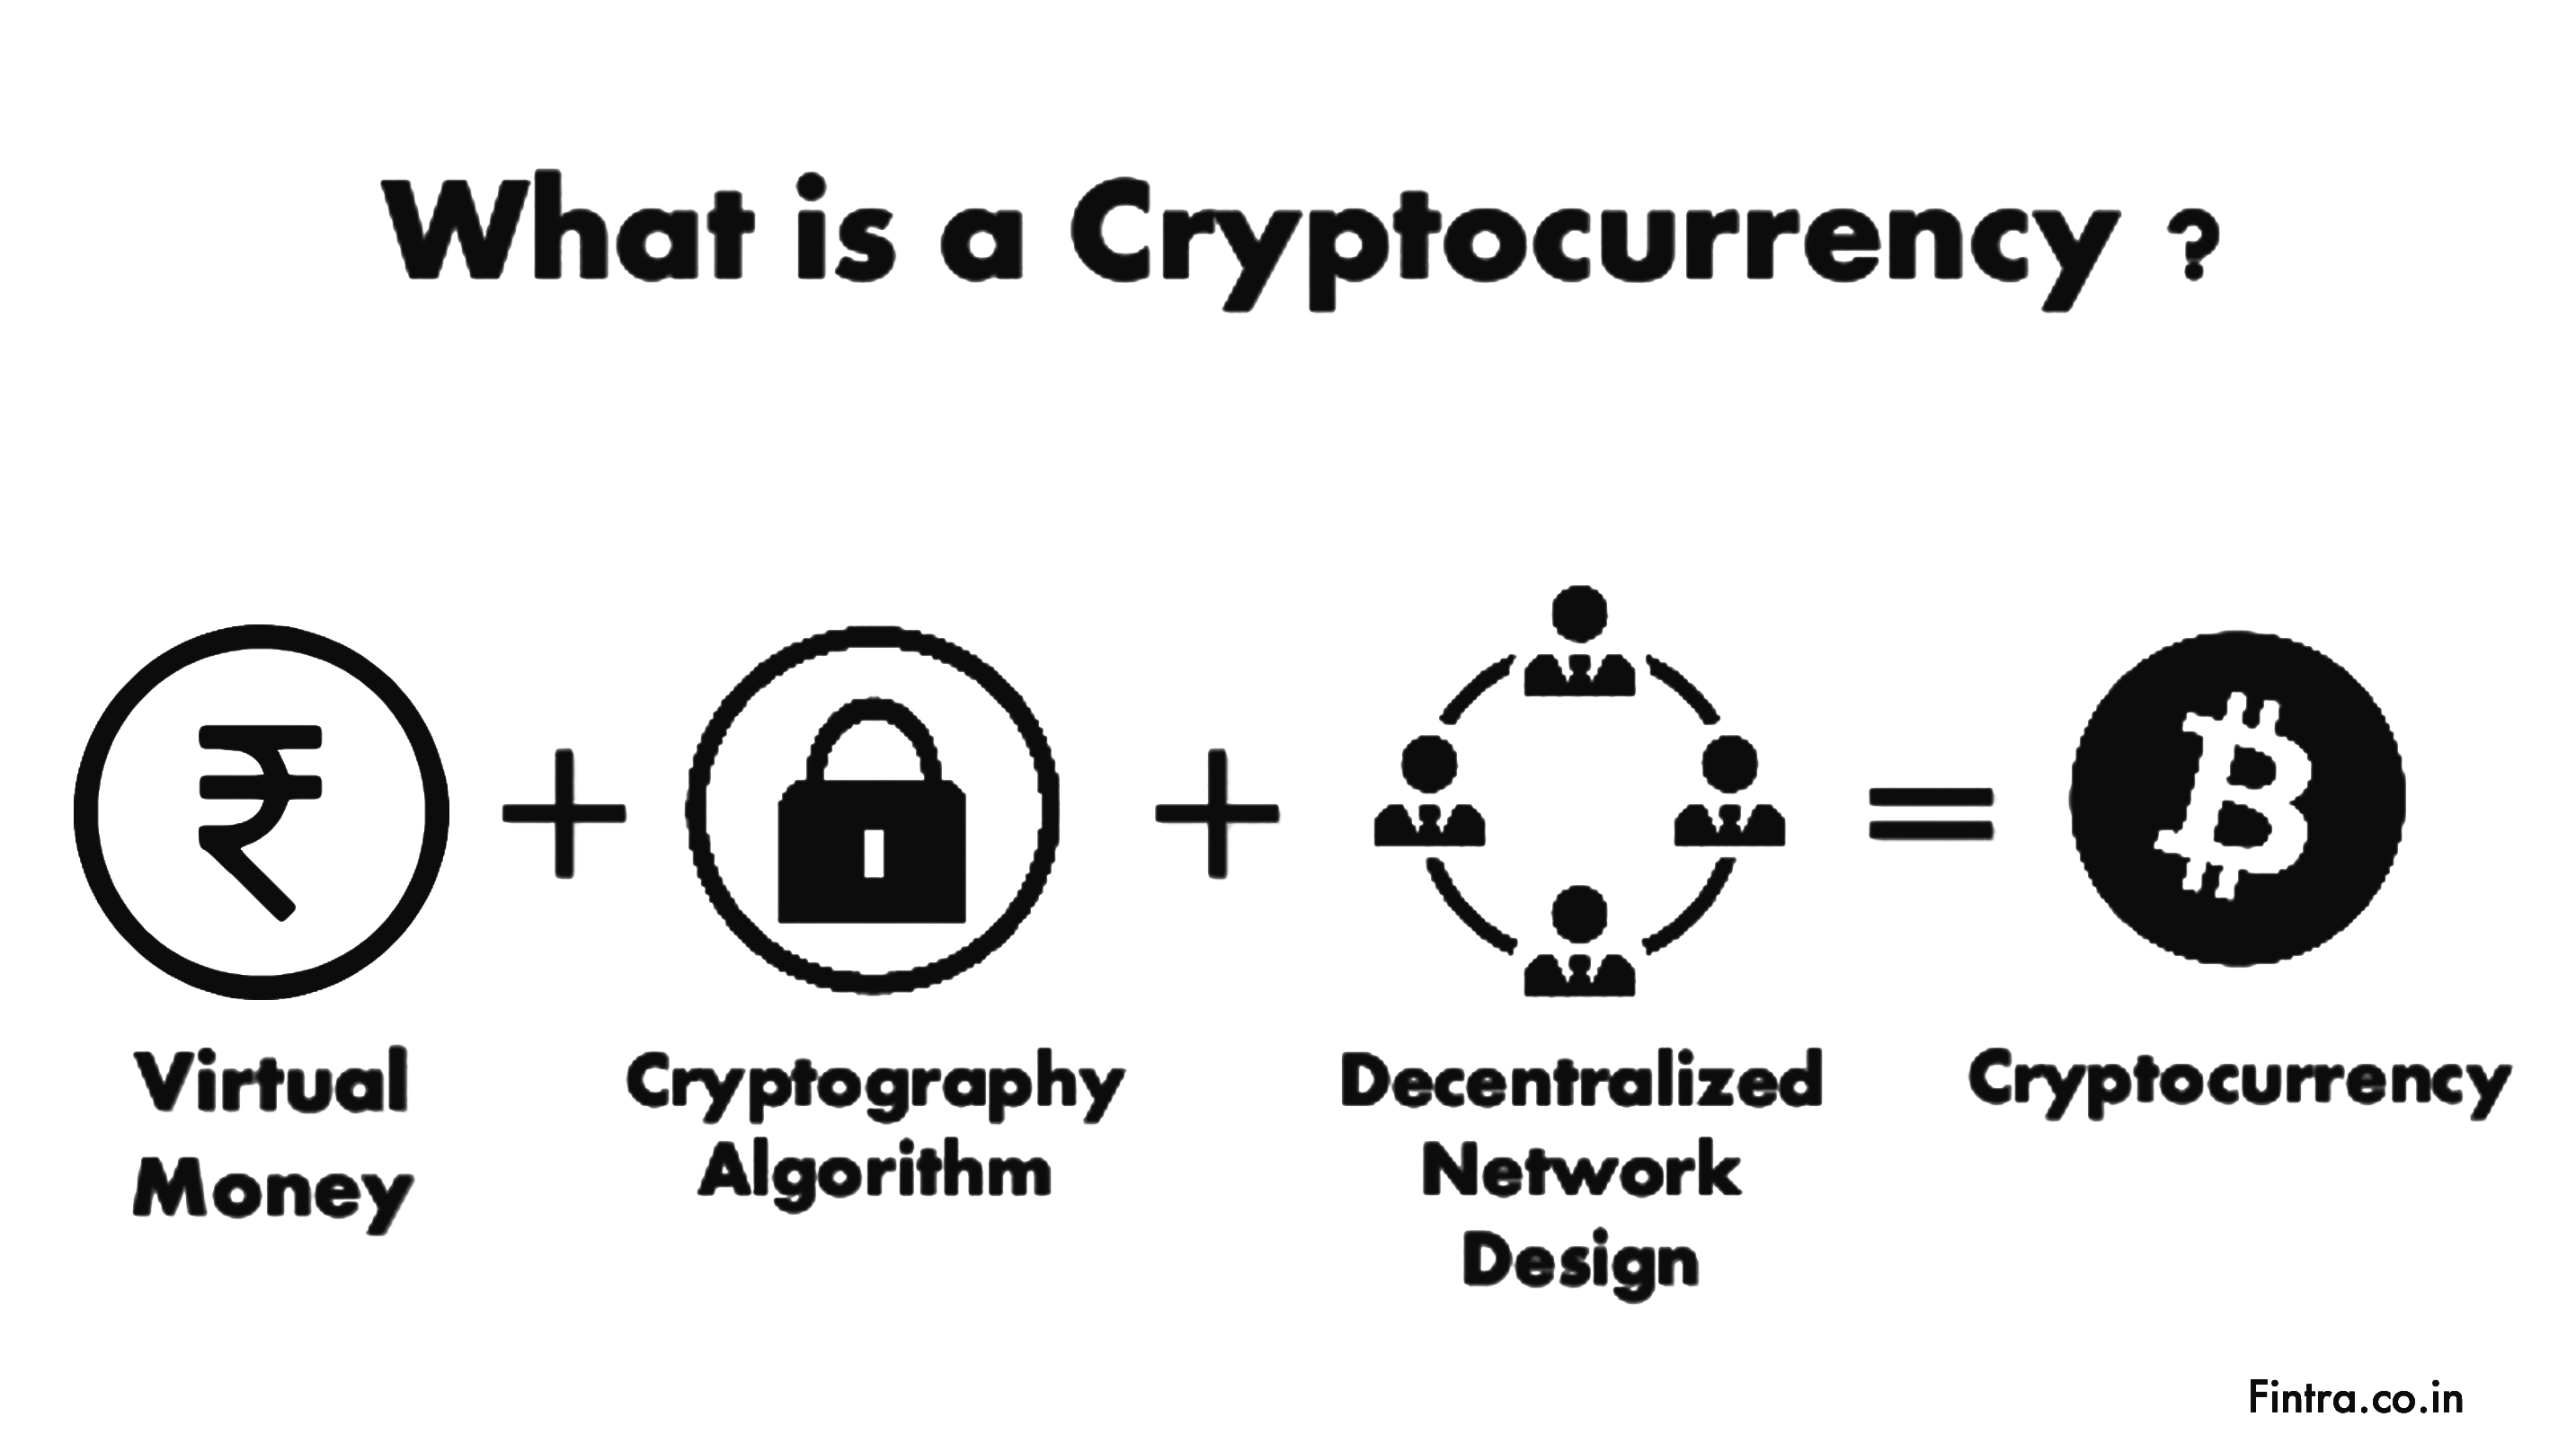 What is a Cryptocurrency ?
₹ + + = ₿
Virtual
Money
Cryptography
Algorithm
Decentralized
Network
Design
Cryptocurrency
Fintra.co.in